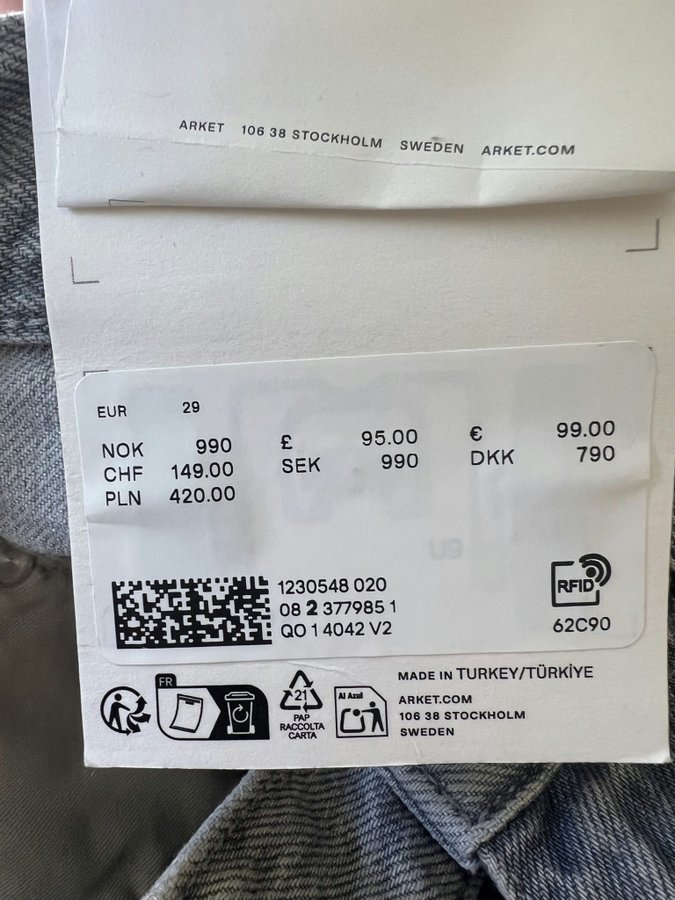 ARKET 106 38 STOCKHOLM SWEDEN ARKET.COM
EUR 29
NOK 990 £ 95.00 € 99.00
CHF 149.00 SEK 990 DKK 790
PLN 420.00
1230548 020
08 2 377985 1
QO 1 4042 V2
RFID
62C90
FR
21
PAP
RACCOLTA
CARTA
Al Azul
MADE IN TURKEY/TÜRKİYE
ARKET.COM
106 38 STOCKHOLM
SWEDEN